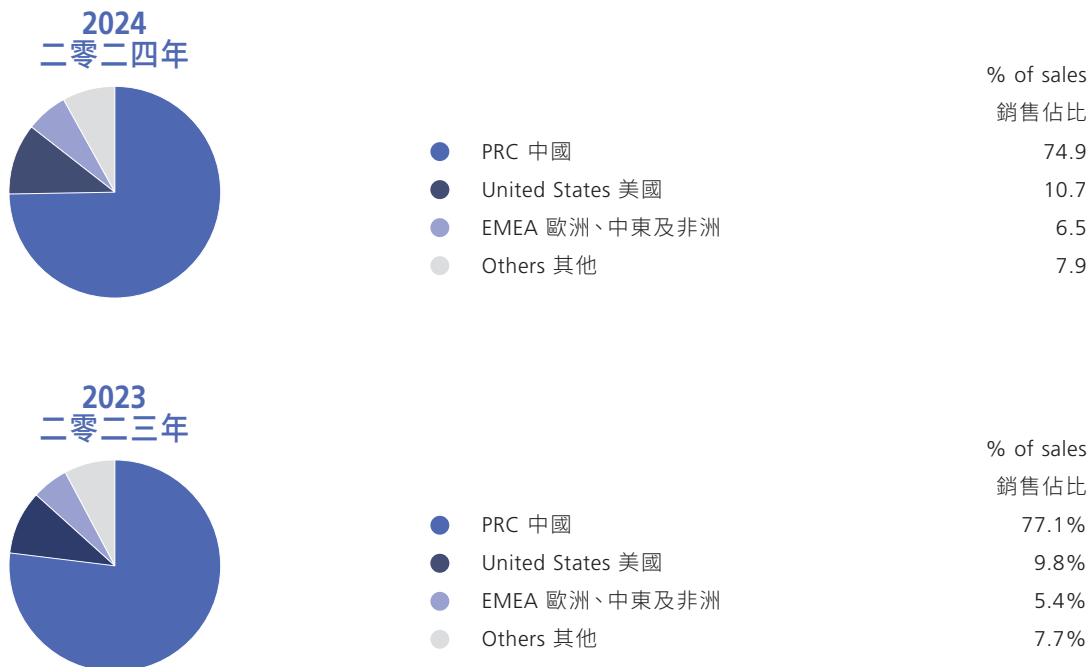 2024
二零二四年
% of sales
銷售佔比
PRC 中國 74.9
United States 美國 10.7
EMEA 歐洲、中東及非洲 6.5
Others 其他 7.9
2023
二零二三年
% of sales
銷售佔比
PRC 中國 77.1%
United States 美國 9.8%
EMEA 歐洲、中東及非洲 5.4%
Others 其他 7.7%